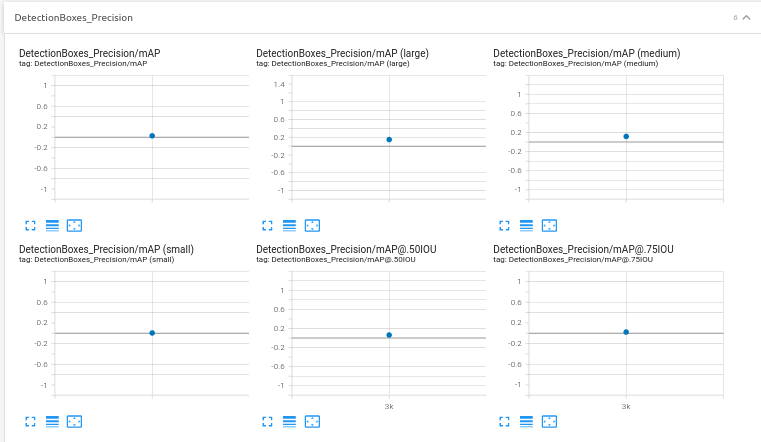 DetectionBoxes_Precision
6
DetectionBoxes_Precision/mAP
tag: DetectionBoxes_Precision/mAP
1
0.6
0.2
-0.2
-0.6
-1
DetectionBoxes_Precision/mAP (large)
tag: DetectionBoxes_Precision/mAP (large)
1.4
1
0.6
0.2
-0.2
-0.6
-1
DetectionBoxes_Precision/mAP (medium)
tag: DetectionBoxes_Precision/mAP (medium)
1
0.6
0.2
-0.2
-0.6
-1
DetectionBoxes_Precision/mAP (small)
tag: DetectionBoxes_Precision/mAP (small)
1
0.6
0.2
-0.2
-0.6
-1
DetectionBoxes_Precision/mAP@.50IOU
tag: DetectionBoxes_Precision/mAP@.50IOU
1
0.6
0.2
-0.2
-0.6
-1
3k
DetectionBoxes_Precision/mAP@.75IOU
tag: DetectionBoxes_Precision/mAP@.75IOU
1
0.6
0.2
-0.2
-0.6
-1
3k